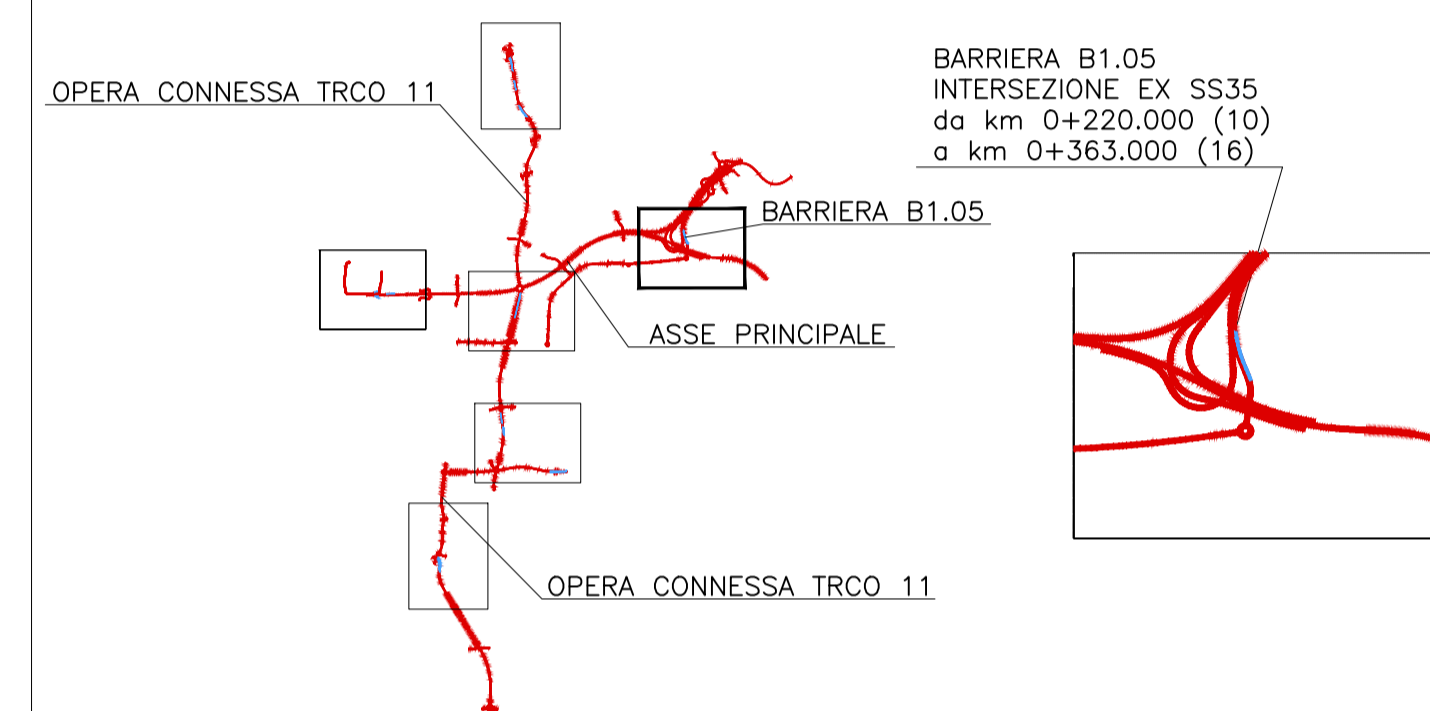 OPERA CONNESSA TRCO 11
BARRIERA B1.05
INTERSEZIONE EX SS35
da km 0+220.000 (10)
a km 0+363.000 (16)
BARRIERA B1.05
ASSE PRINCIPALE
OPERA CONNESSA TRCO 11